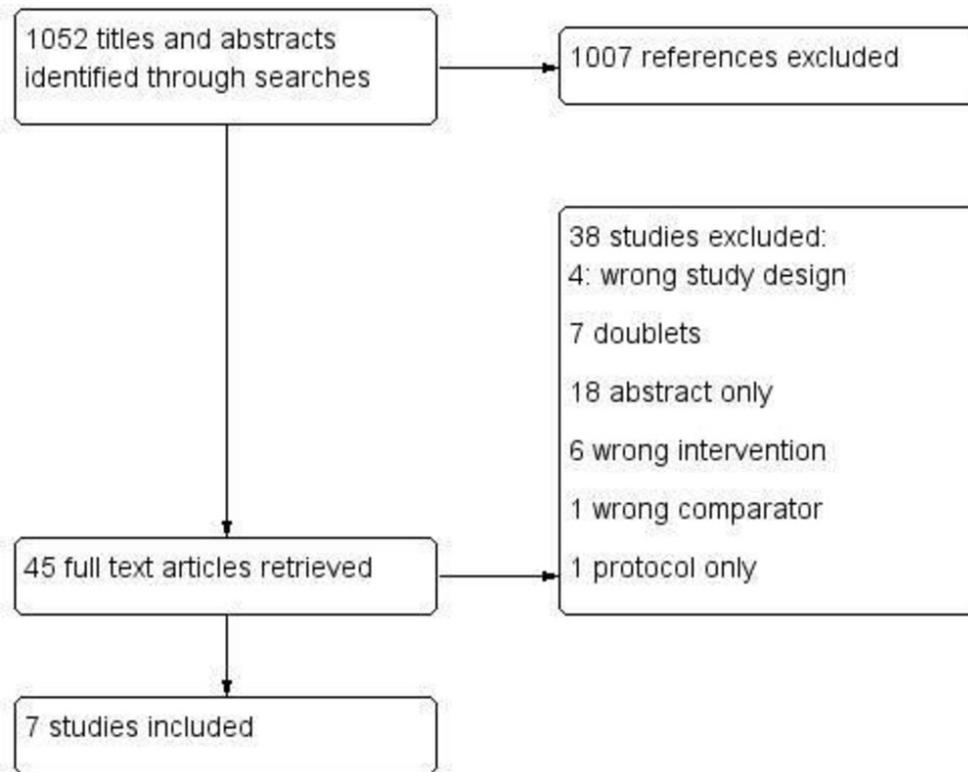 1052 titles and abstracts
identified through searches
1007 references excluded
38 studies excluded:
4: wrong study design
7 doublets
18 abstract only
6 wrong intervention
1 wrong comparator
1 protocol only
45 full text articles retrieved
7 studies included